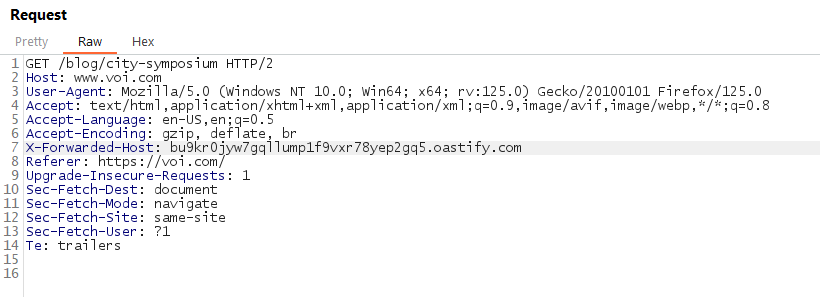 Request
Pretty Raw Hex
1 GET /blog/city-symposium HTTP/2
2 Host: www.voi.com
3 User-Agent: Mozilla/5.0 (Windows NT 10.0; Win64; x64; rv:125.0) Gecko/20100101 Firefox/125.0
4 Accept: text/html,application/xhtml+xml,application/xml;q=0.9,image/avif,image/webp,*/*;q=0.8
5 Accept-Language: en-US,en;q=0.5
6 Accept-Encoding: gzip, deflate, br
7 X-Forwarded-Host: bu9kr0jyw7gqllump1f9vxr78yep2gq5.oastify.com
8 Referer: https://voi.com/
9 Upgrade-Insecure-Requests: 1
10 Sec-Fetch-Dest: document
11 Sec-Fetch-Mode: navigate
12 Sec-Fetch-Site: same-site
13 Sec-Fetch-User: ?1
14 Te: trailers
15
16